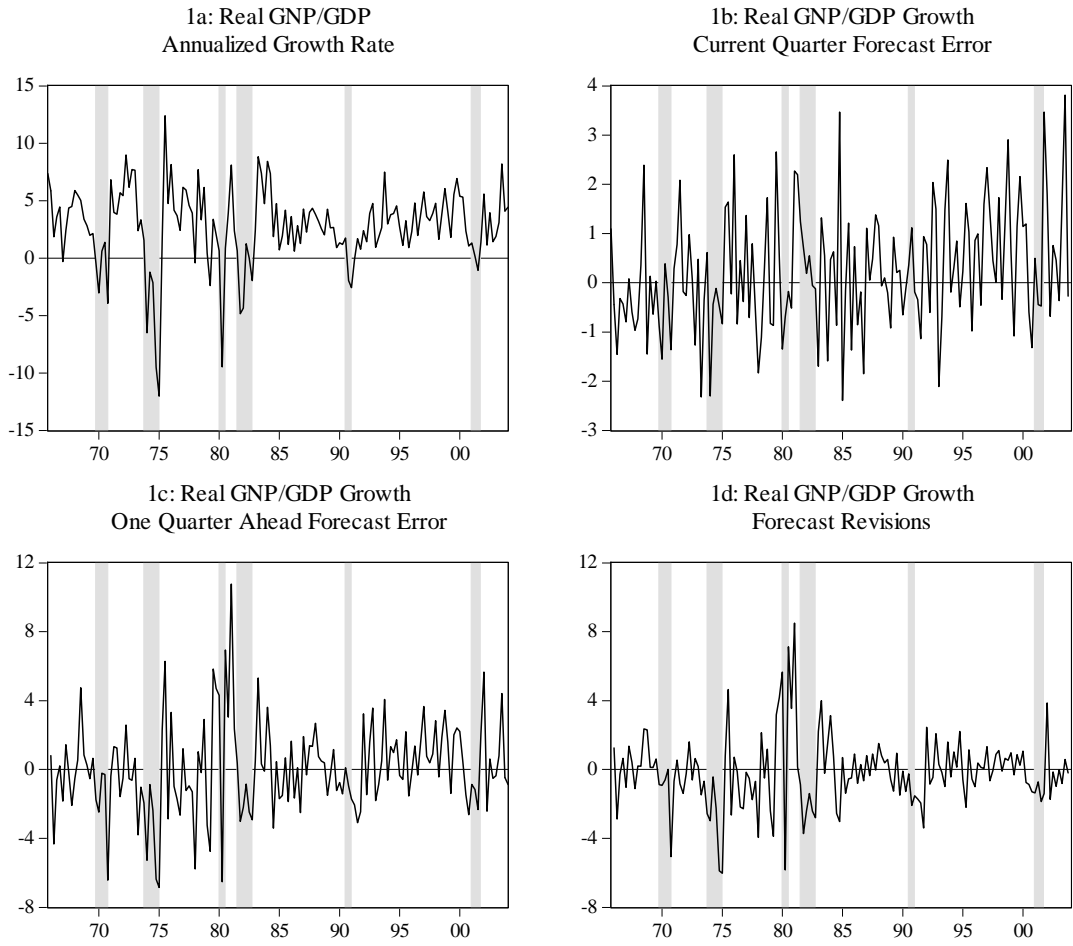 1a: Real GNP/GDP
Annualized Growth Rate
15
10
5
0
-5
-10
-15
70 75 80 85 90 95 00
1b: Real GNP/GDP Growth
Current Quarter Forecast Error
4
3
2
1
0
-1
-2
-3
70 75 80 85 90 95 00
1c: Real GNP/GDP Growth
One Quarter Ahead Forecast Error
12
8
4
0
-4
-8
70 75 80 85 90 95 00
1d: Real GNP/GDP Growth
Forecast Revisions
12
8
4
0
-4
-8
70 75 80 85 90 95 00